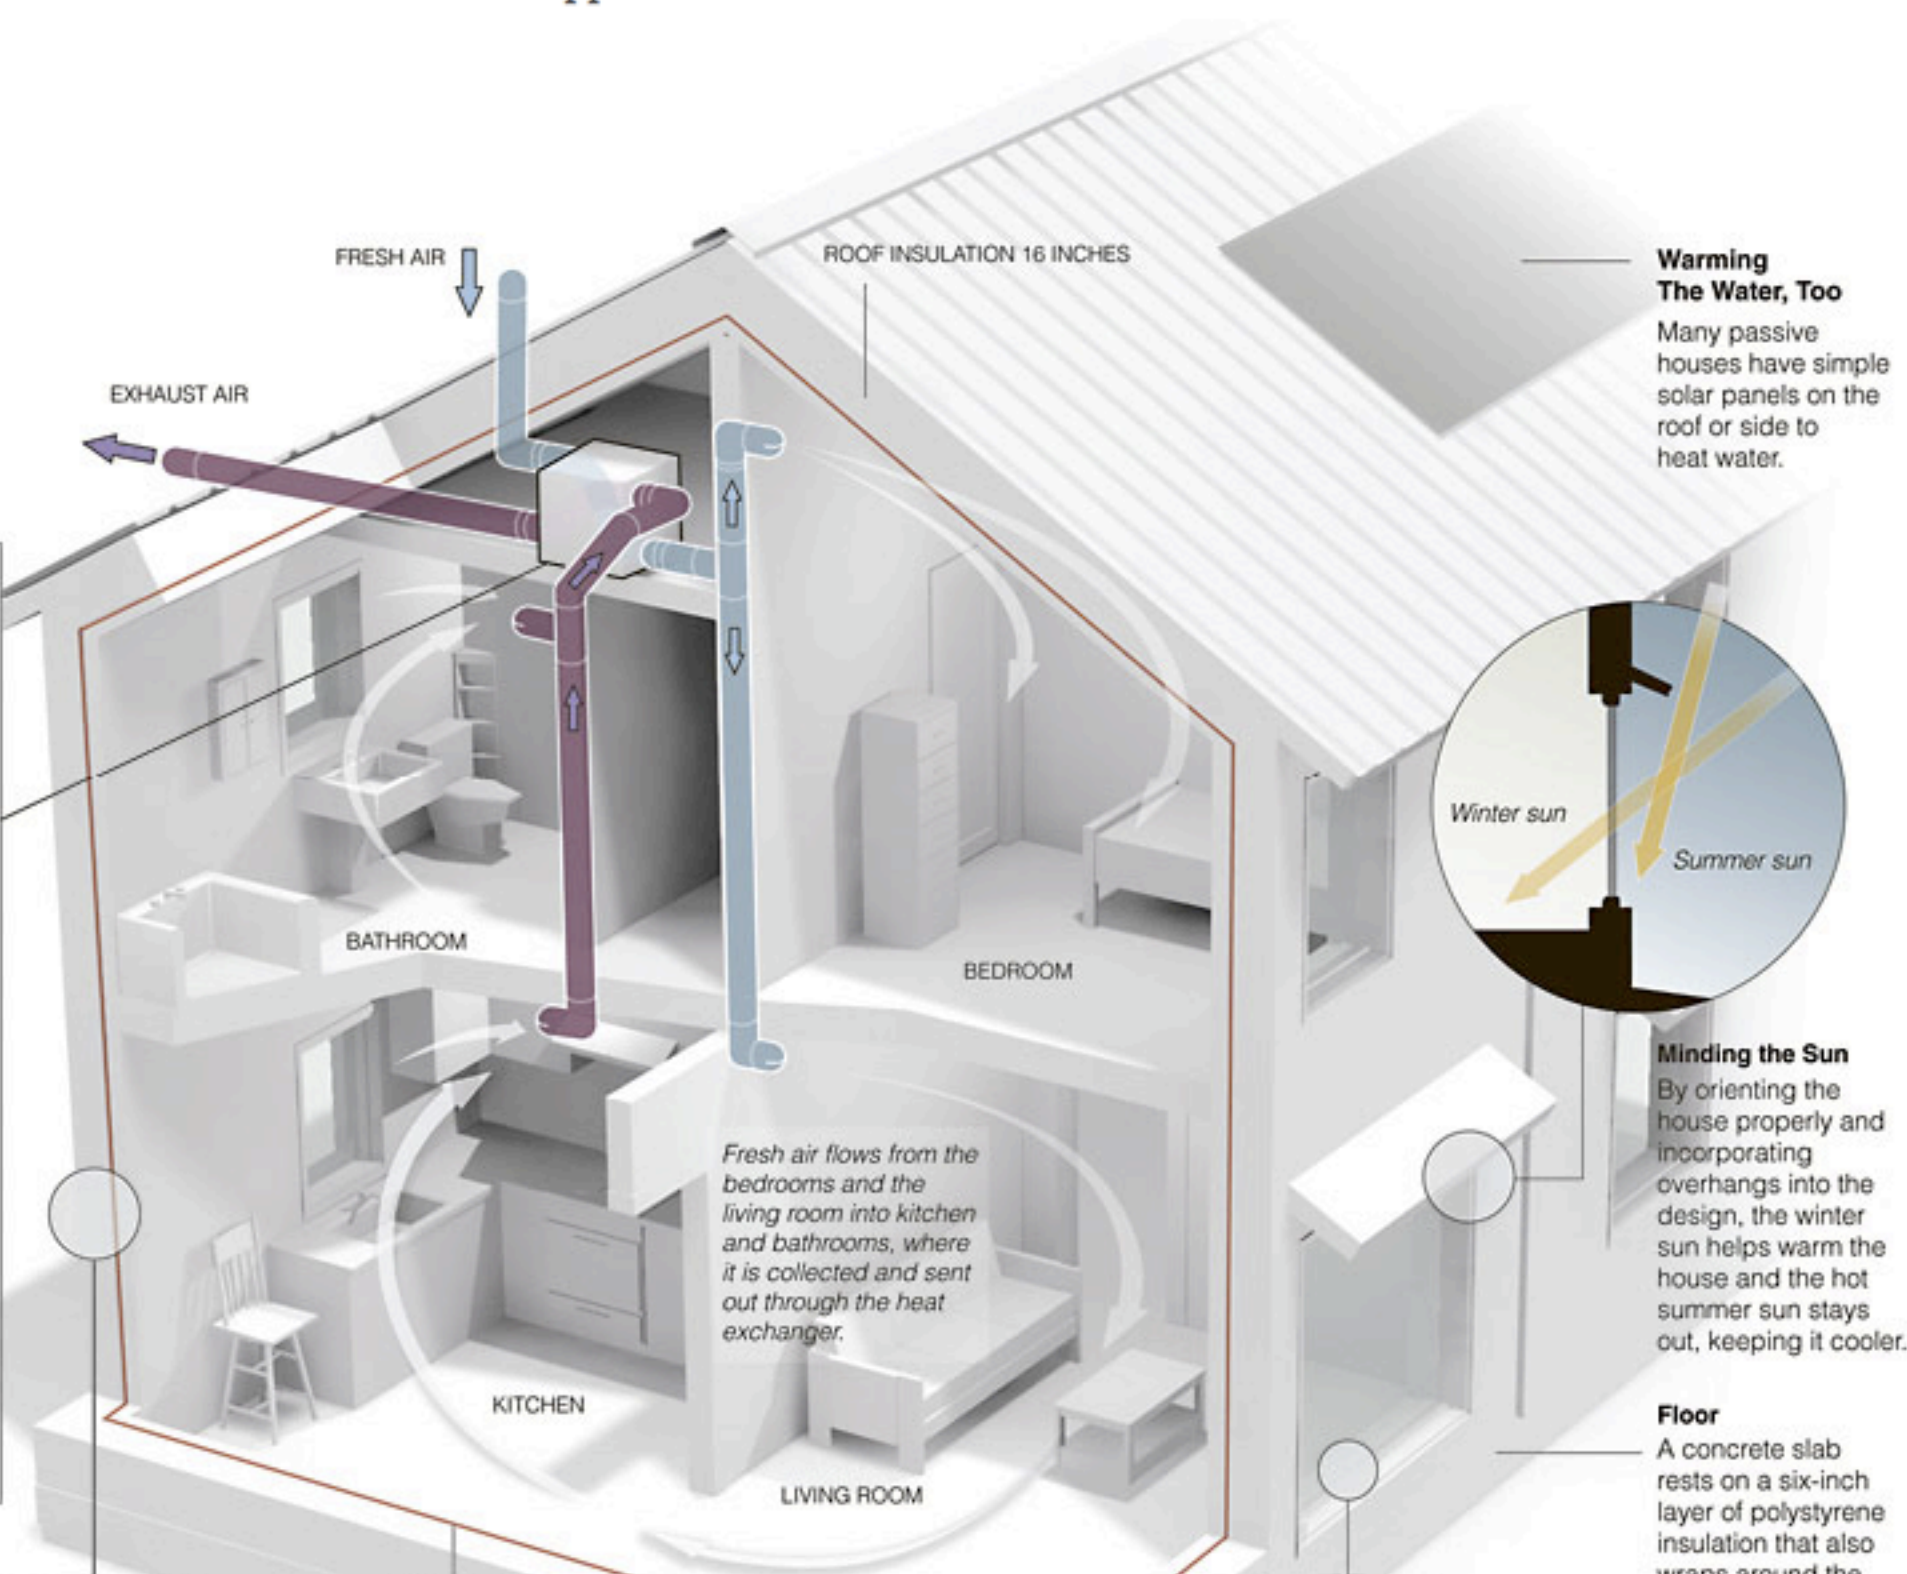 FRESH AIR
ROOF INSULATION 16 INCHES
EXHAUST AIR
Warming
The Water, Too
Many passive
houses have simple
solar panels on the
roof or side to
heat water.
Winter sun
Summer sun
BATHROOM
BEDROOM
Minding the Sun
By orienting the
house properly and
incorporating
overhangs into the
design, the winter
sun helps warm the
house and the hot
summer sun stays
out, keeping it cooler.
Fresh air flows from the
bedrooms and the
living room into kitchen
and bathrooms, where
it is collected and sent
out through the heat
exchanger.
KITCHEN
LIVING ROOM
Floor
A concrete slab
rests on a six-inch
layer of polystyrene
insulation that also
wraps around the